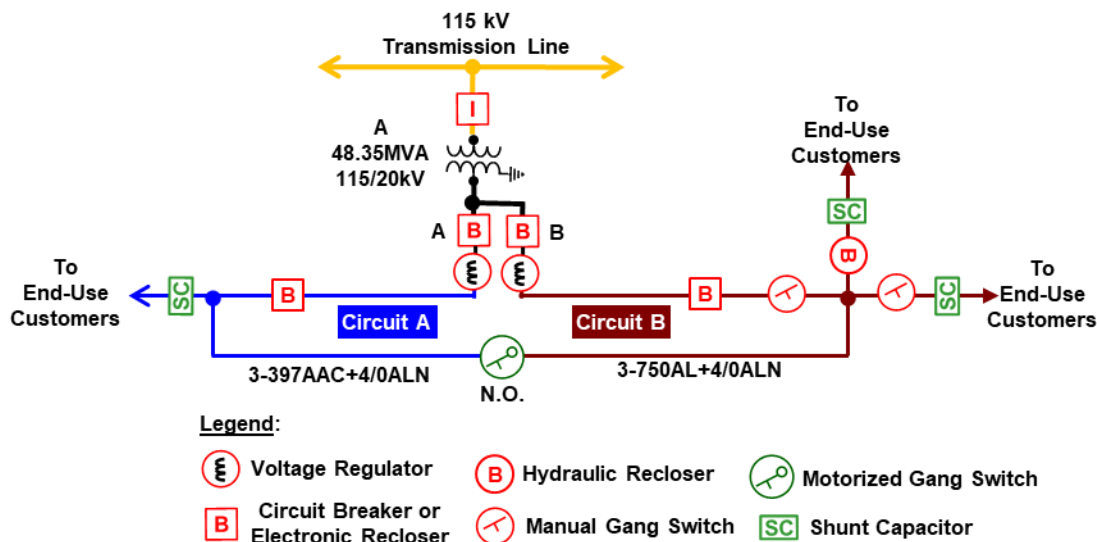 115 kV
Transmission Line
I
A
48.35MVA
115/20kV
A
B
B
B
To
End-Use
Customers
SC
B
To
End-Use
Customers
SC
B
Circuit A
Circuit B
B
SC
To
End-Use
Customers
3-397AAC+4/0ALN
N.O.
3-750AL+4/0ALN
Legend:
Voltage Regulator
B
Hydraulic Recloser
Motorized Gang Switch
B
Circuit Breaker or
Electronic Recloser
Manual Gang Switch
SC
Shunt Capacitor